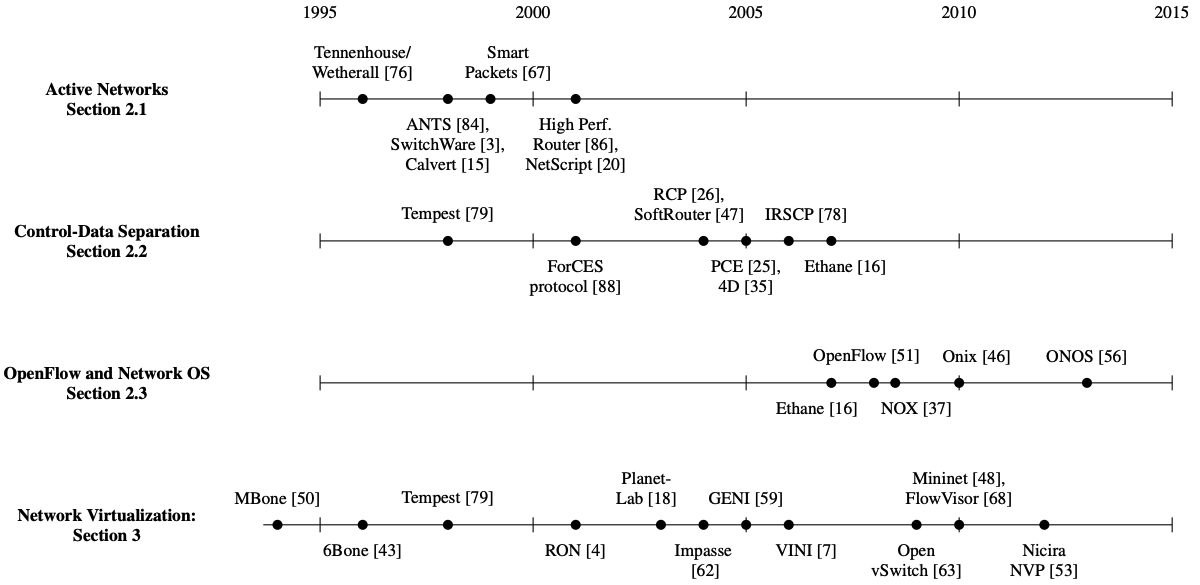 1995 2000 2005 2010 2015
Tennenhouse/
Wetherall [76]
Smart
Packets [67]
Active Networks
Section 2.1
ANTS [84],
SwitchWare [3],
Calvert [15]
High Perf.
Router [86],
NetScript [20]
Tempest [79]
RCP [26],
SoftRouter [47]
IRSCP [78]
Control-Data Separation
Section 2.2
ForCES
protocol [88]
PCE [25],
4D [35]
Ethane [16]
OpenFlow [51]
Onix [46]
ONOS [56]
OpenFlow and Network OS
Section 2.3
Ethane [16]
NOX [37]
MBone [50]
Tempest [79]
Planet-
Lab [18]
GENI [59]
Mininet [48],
FlowVisor [68]
Network Virtualization:
Section 3
6Bone [43]
RON [4]
Impasse
[62]
VINI [7]
Open
vSwitch [63]
Nicira
NVP [53]